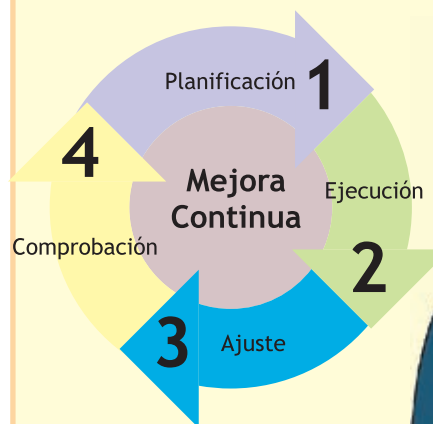 Planificación 1
Ejecución
2
Ajuste
3
Comprobación
4
Mejora
Continua